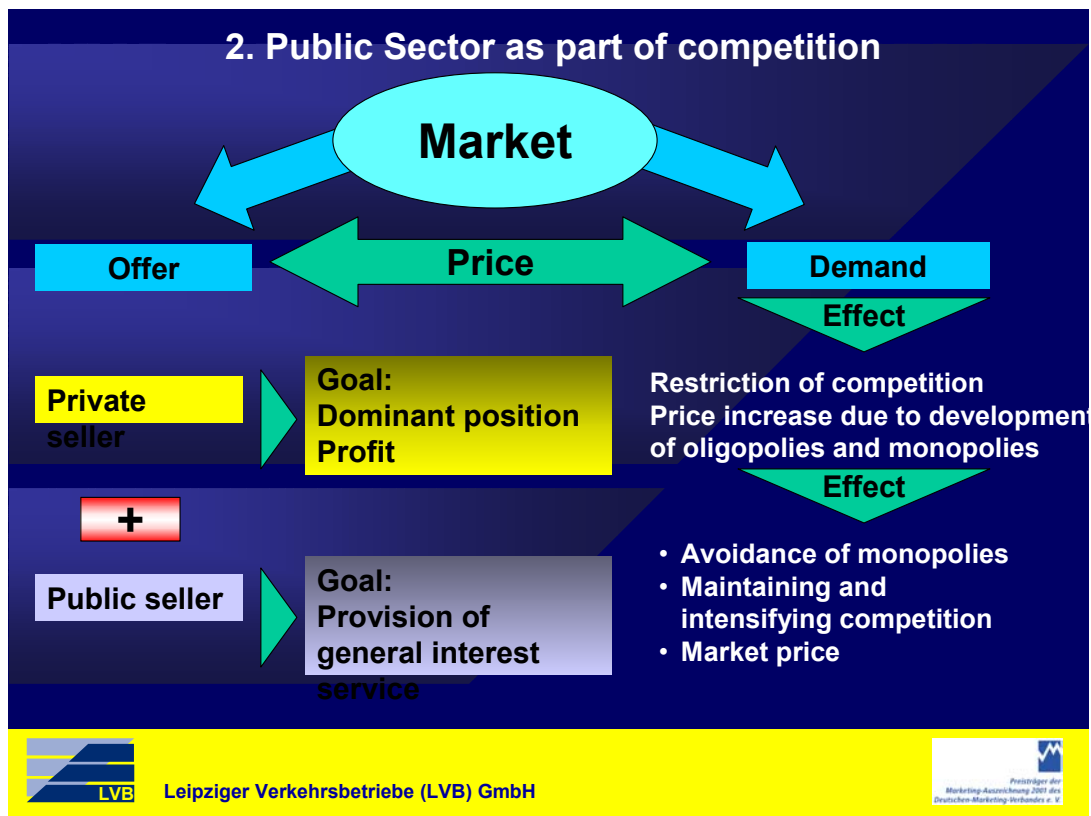 2. Public Sector as part of competition
Market
Offer
Price
Demand
Effect
Private
seller
Goal:
Dominant position
Profit
Restriction of competition
Price increase due to development
of oligopolies and monopolies
Effect
+
Public seller
Goal:
Provision of
general interest
service
• Avoidance of monopolies
• Maintaining and
intensifying competition
• Market price
LVB
Leipziger Verkehrsbetriebe (LVB) GmbH
Preisträger der
Marketing-Auszeichnung 2001 des
Deutschen-Marketing-Verbandes e. V.